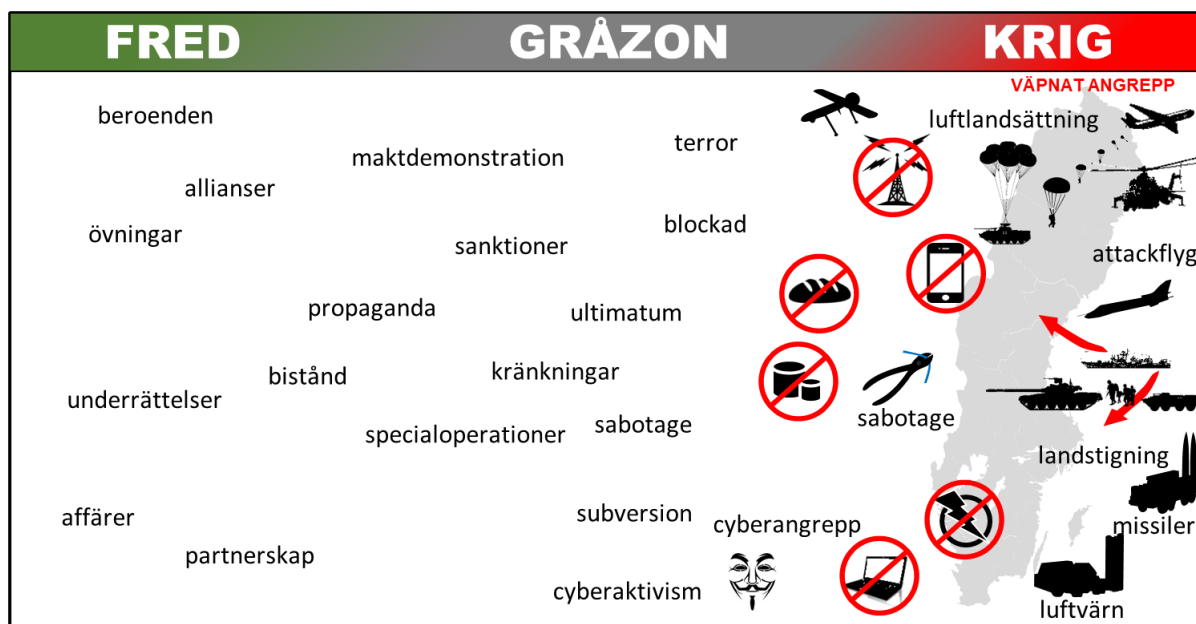 FRED
GRÅZON
KRIG
VÄPNAT ANGREPP
beroenden
luftlandsättning
terror
maktdemonstration
allianser
blockad
övningar
sanktioner
attackflyg
propaganda
ultimatum
bistånd
kränkningar
underrättelser
sabotage
sabotage
specialoperationer
landstigning
affärer
subversion
cyberangrepp
missiler
partnerskap
cyberaktivism
luftvärn